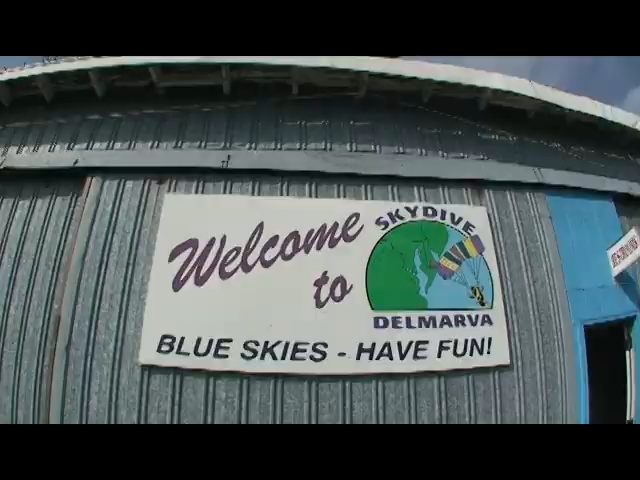 Welcome
to
SKYDIVE
DELMARVA
BLUE SKIES - HAVE FUN!